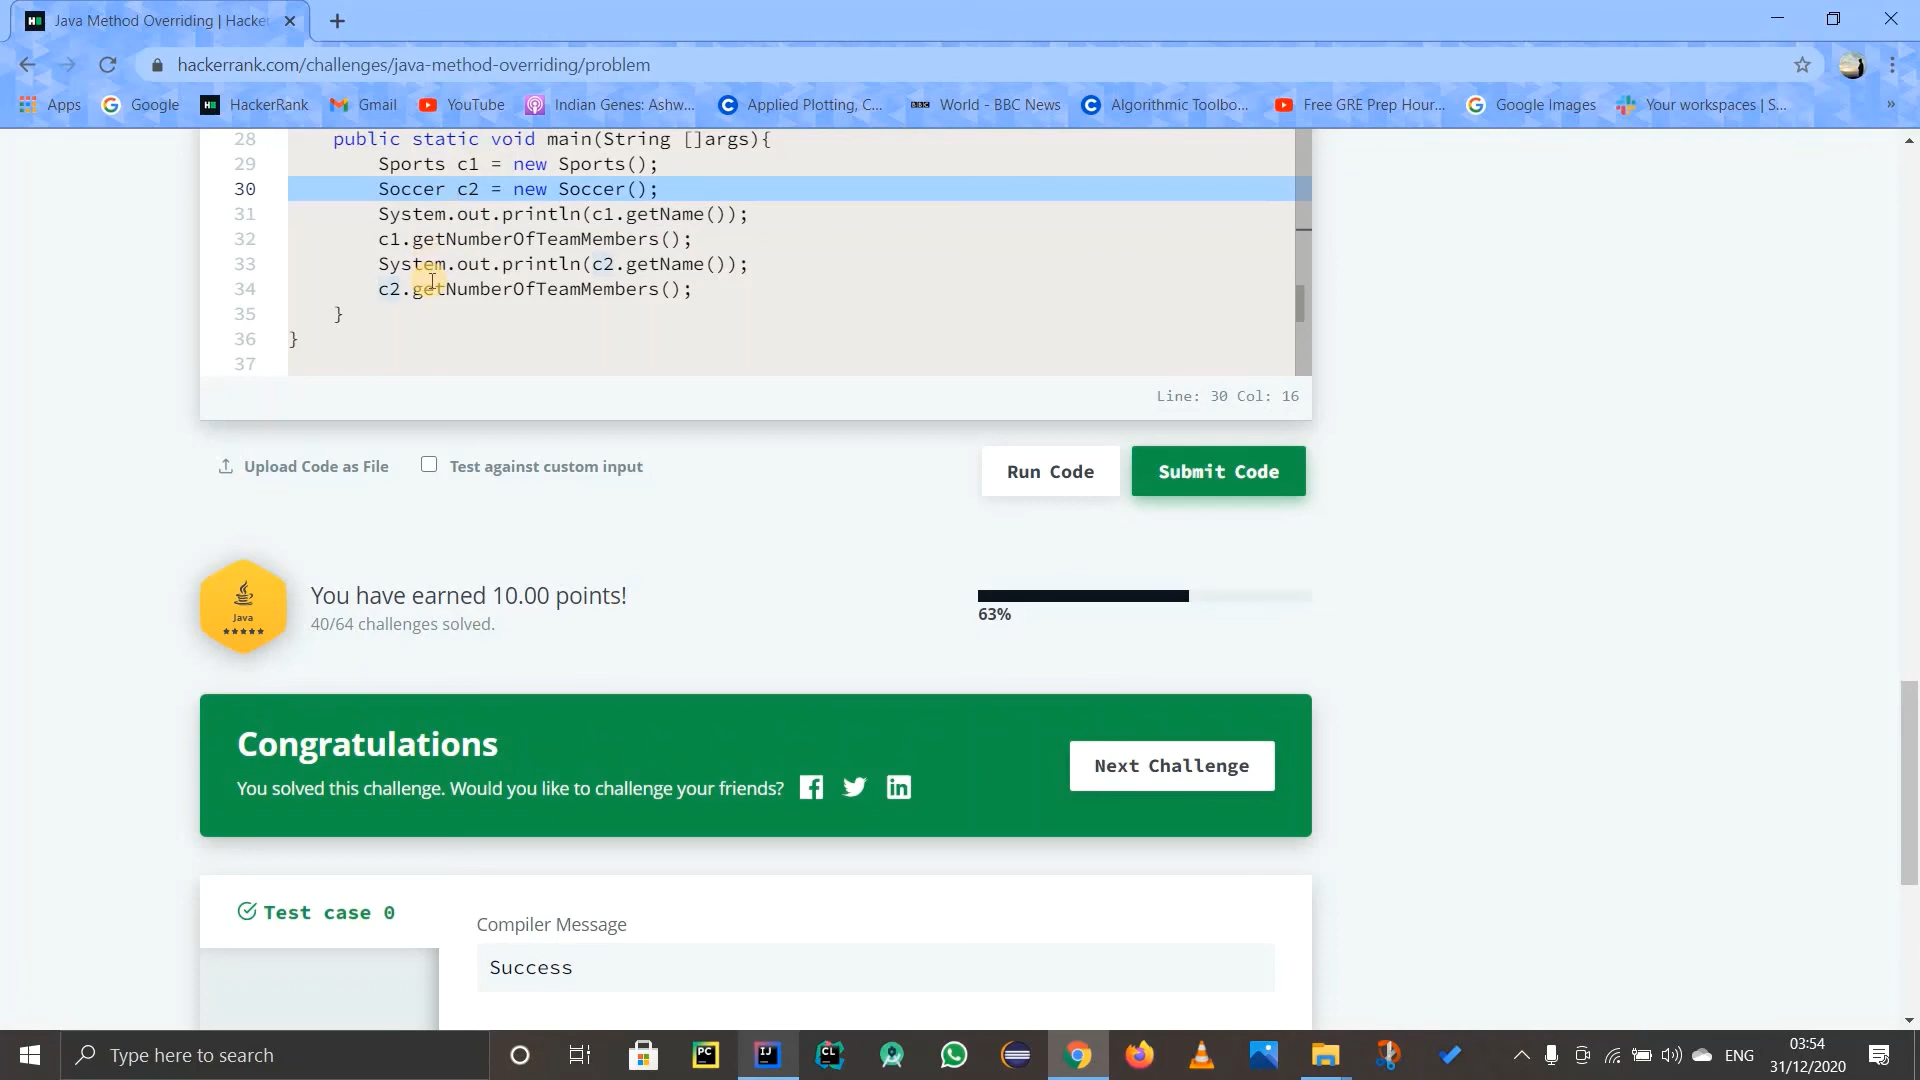 Java Method Overriding | Hacke
hackerrank.com/challenges/java-method-overriding/problem
Apps Google HackerRank Gmail YouTube Indian Genes: Ashw... Applied Plotting, C... World - BBC News Algorithmic Toolbo... Free GRE Prep Hour... Google Images Your workspaces | S... »
28 public static void main(String []args){
29 Sports c1 = new Sports();
30 Soccer c2 = new Soccer();
31 System.out.println(c1.getName());
32 c1.getNumberOfTeamMembers();
33 System.out.println(c2.getName());
34 c2.getNumberOfTeamMembers();
35 }
36 }
37
Line: 30 Col: 16
Upload Code as File Test against custom input Run Code Submit Code
Java
You have earned 10.00 points!
40/64 challenges solved.
63%
Congratulations
You solved this challenge. Would you like to challenge your friends?
Next Challenge
Test case 0
Compiler Message
Success
Type here to search
ENG
03:54
31/12/2020